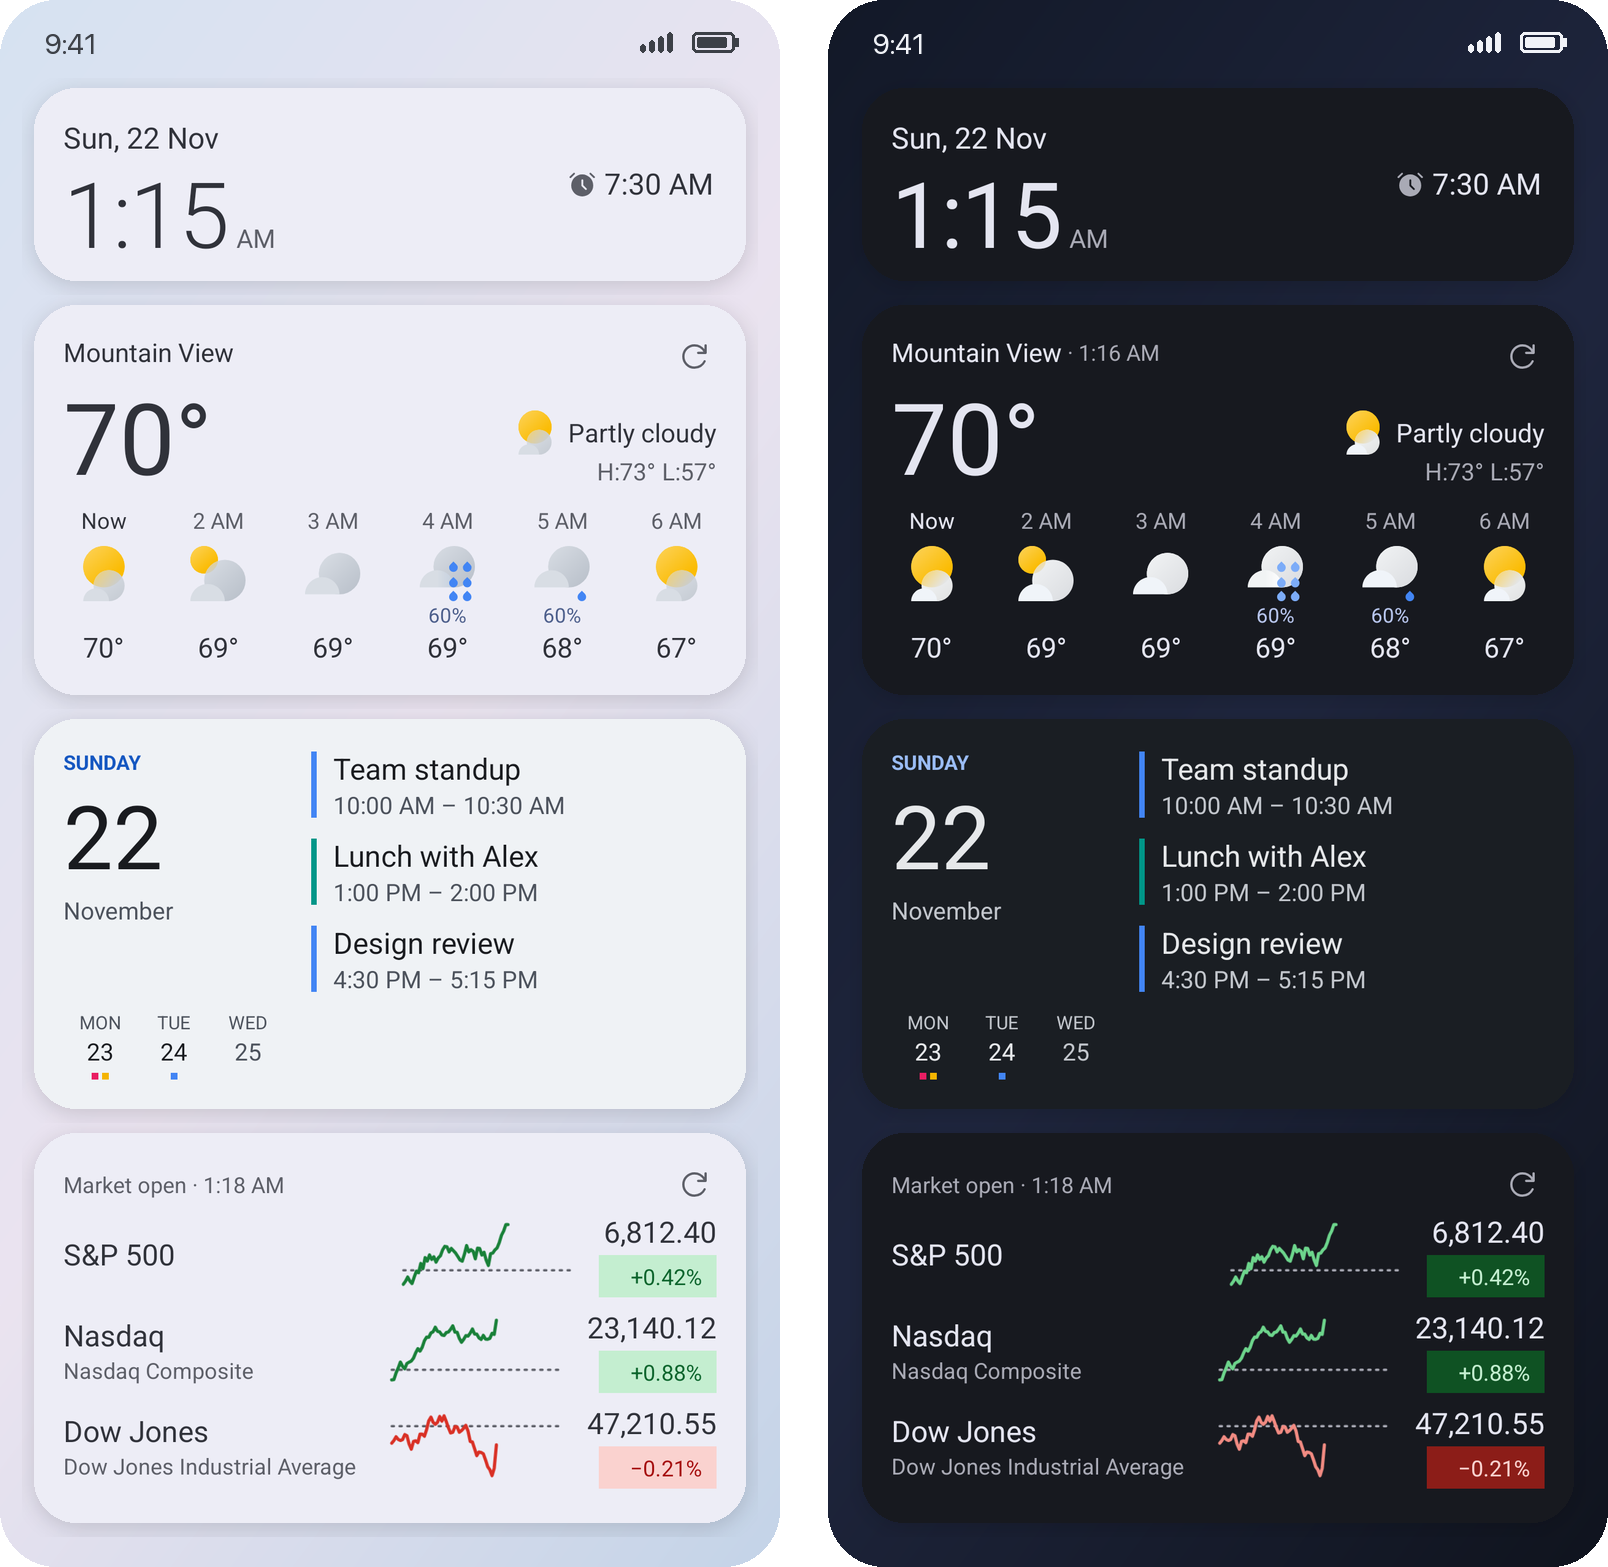 9:41
Sun, 22 Nov
1:15 AM
7:30 AM
Mountain View
70°
Partly cloudy
H:73° L:57°
Now 2 AM 3 AM 4 AM 5 AM 6 AM
60% 60%
70° 69° 69° 69° 68° 67°
SUNDAY
22
November
Team standup
10:00 AM – 10:30 AM
Lunch with Alex
1:00 PM – 2:00 PM
Design review
4:30 PM – 5:15 PM
MON TUE WED
23 24 25
Market open · 1:18 AM
S&P 500
6,812.40
+0.42%
Nasdaq
Nasdaq Composite
23,140.12
+0.88%
Dow Jones
Dow Jones Industrial Average
47,210.55
−0.21%
9:41
Sun, 22 Nov
1:15 AM
7:30 AM
Mountain View · 1:16 AM
70°
Partly cloudy
H:73° L:57°
Now 2 AM 3 AM 4 AM 5 AM 6 AM
60% 60%
70° 69° 69° 69° 68° 67°
SUNDAY
22
November
Team standup
10:00 AM – 10:30 AM
Lunch with Alex
1:00 PM – 2:00 PM
Design review
4:30 PM – 5:15 PM
MON TUE WED
23 24 25
Market open · 1:18 AM
S&P 500
6,812.40
+0.42%
Nasdaq
Nasdaq Composite
23,140.12
+0.88%
Dow Jones
Dow Jones Industrial Average
47,210.55
−0.21%